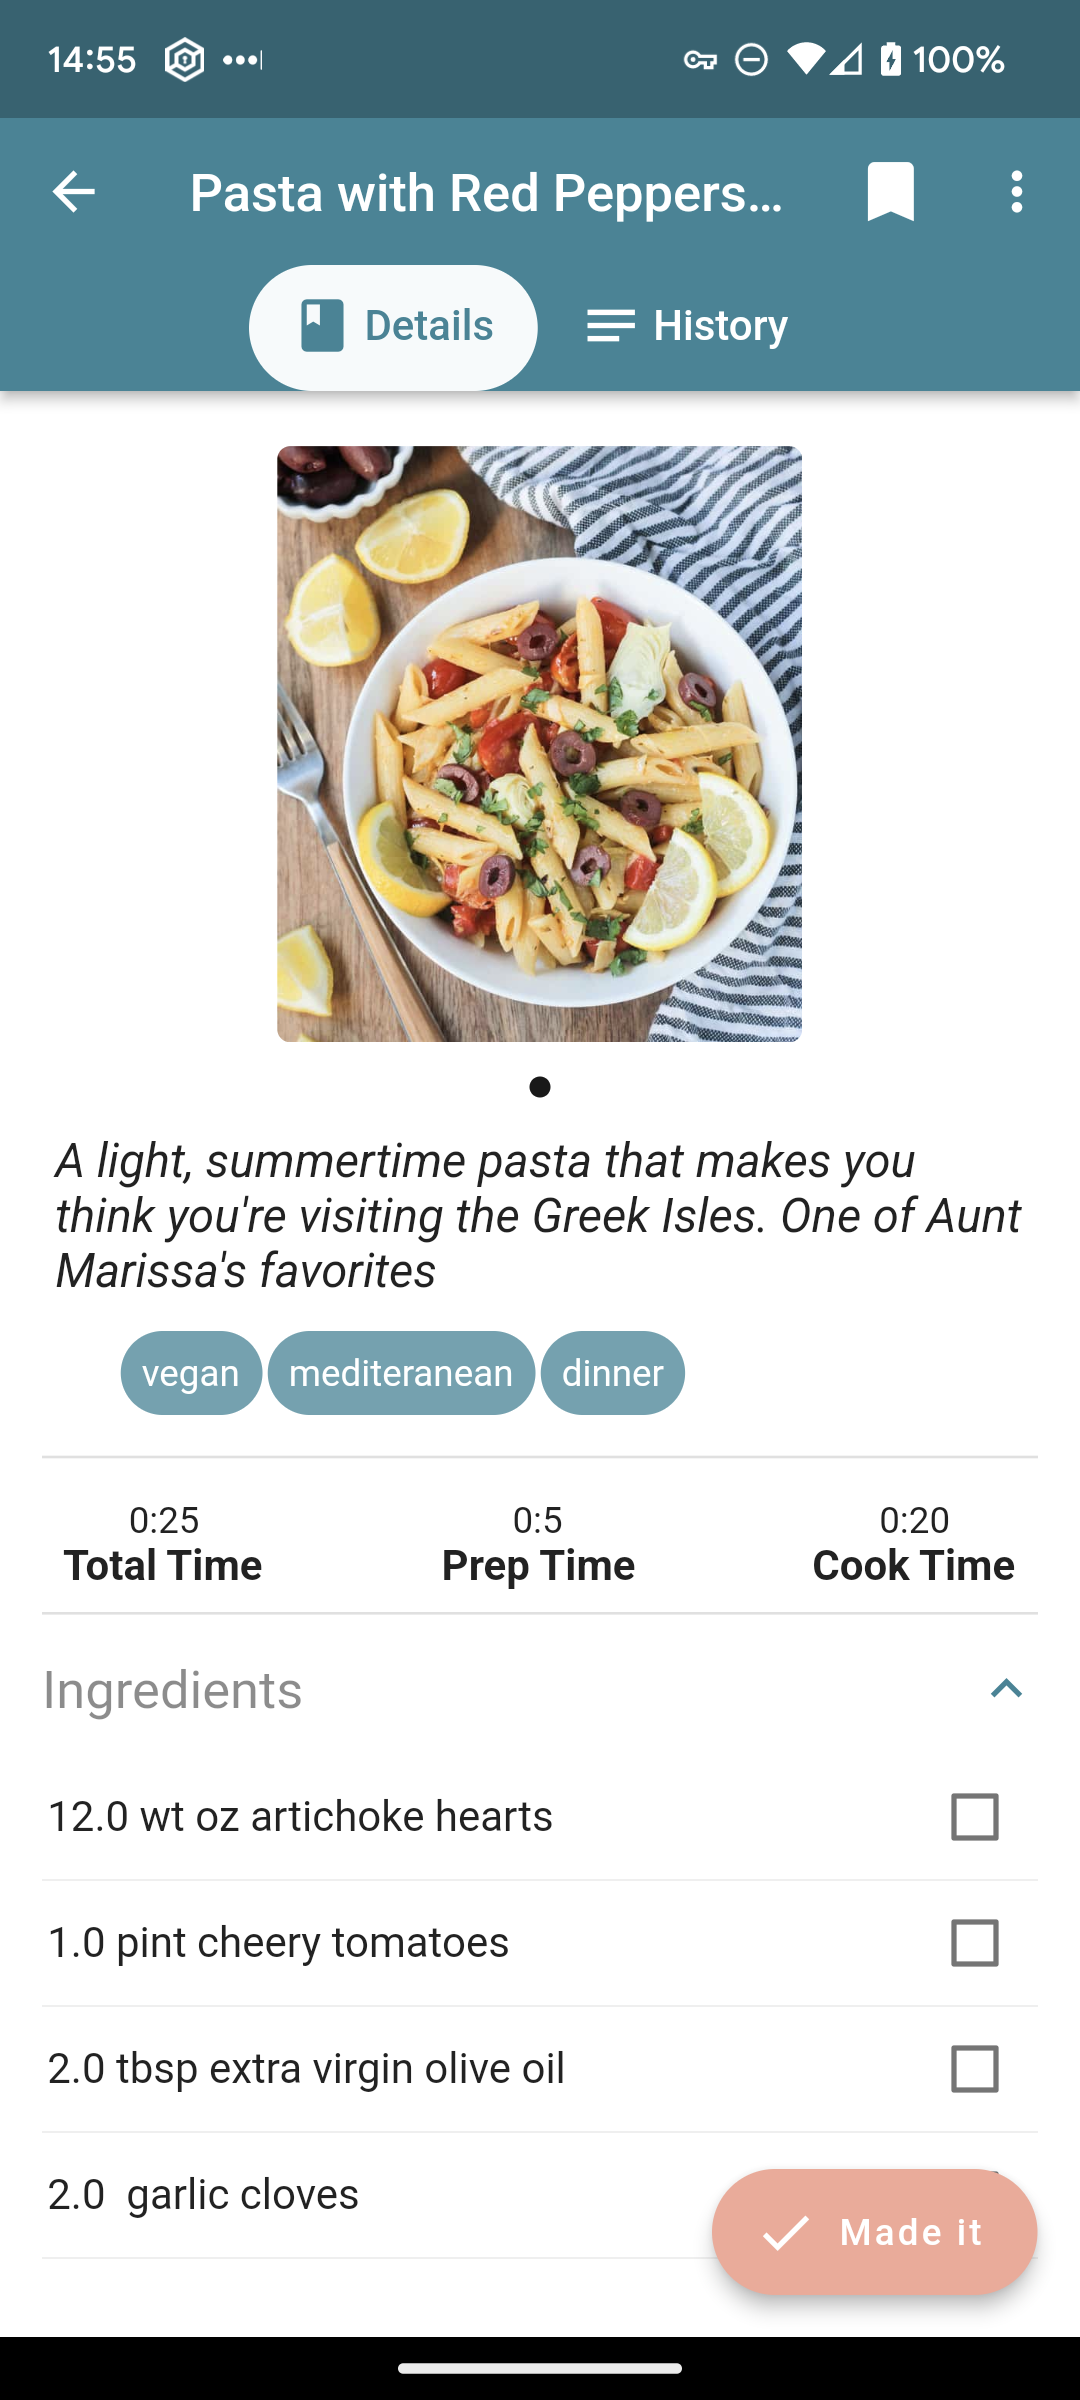 14:55
100%
Pasta with Red Peppers...
Details
History
A light, summertime pasta that makes you
think you're visiting the Greek Isles. One of Aunt
Marissa's favorites
vegan mediteranean dinner
0:25 0:5 0:20
Total Time Prep Time Cook Time
Ingredients
12.0 wt oz artichoke hearts
1.0 pint cheery tomatoes
2.0 tbsp extra virgin olive oil
2.0  garlic cloves
Made it